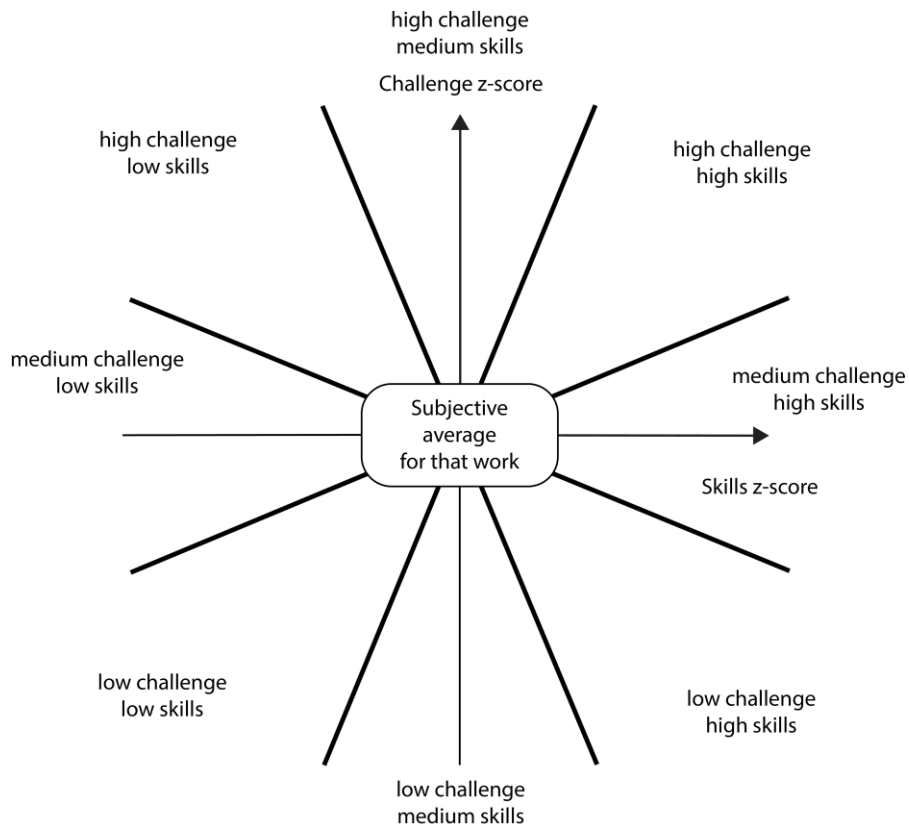 high challenge
medium skills
Challenge z-score
high challenge
low skills
high challenge
high skills
medium challenge
low skills
Subjective
average
for that work
medium challenge
high skills
Skills z-score
low challenge
low skills
low challenge
high skills
low challenge
medium skills